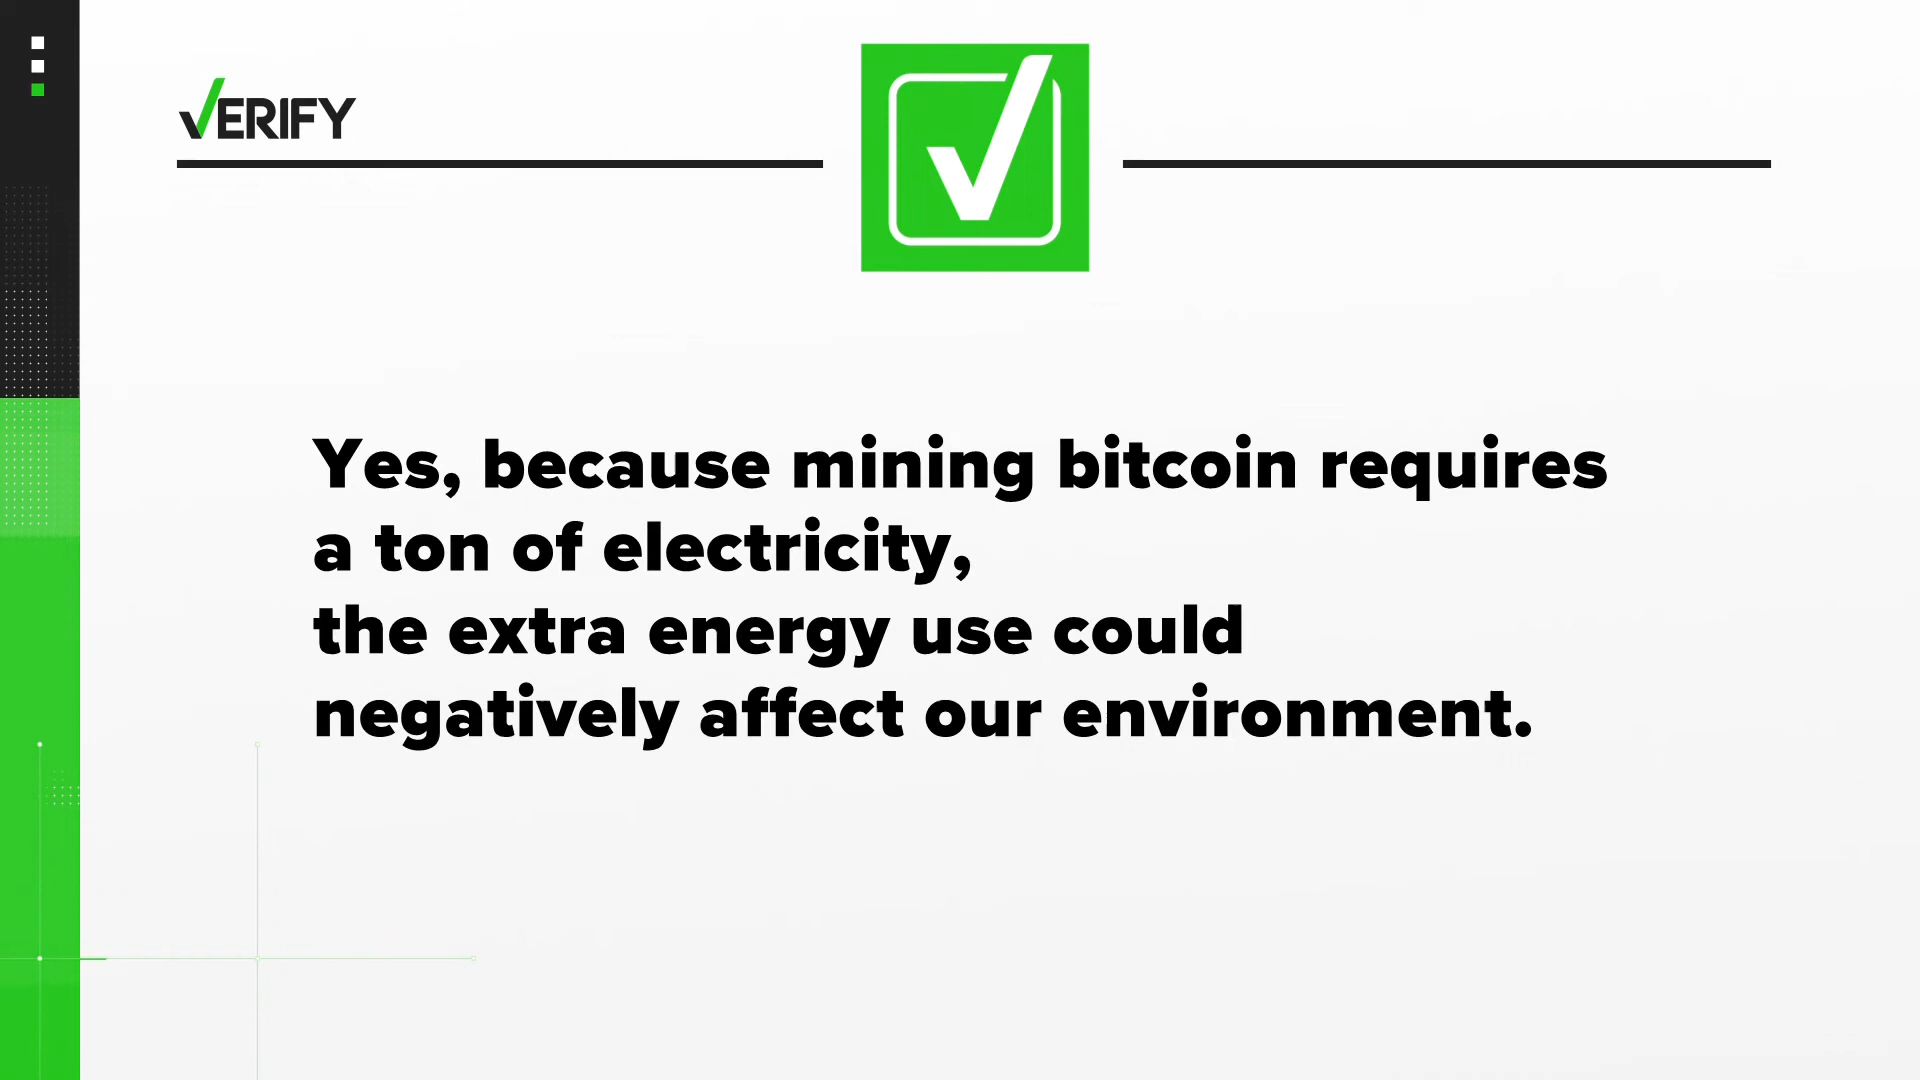 VERIFY
Yes, because mining bitcoin requires
a ton of electricity,
the extra energy use could
negatively affect our environment.